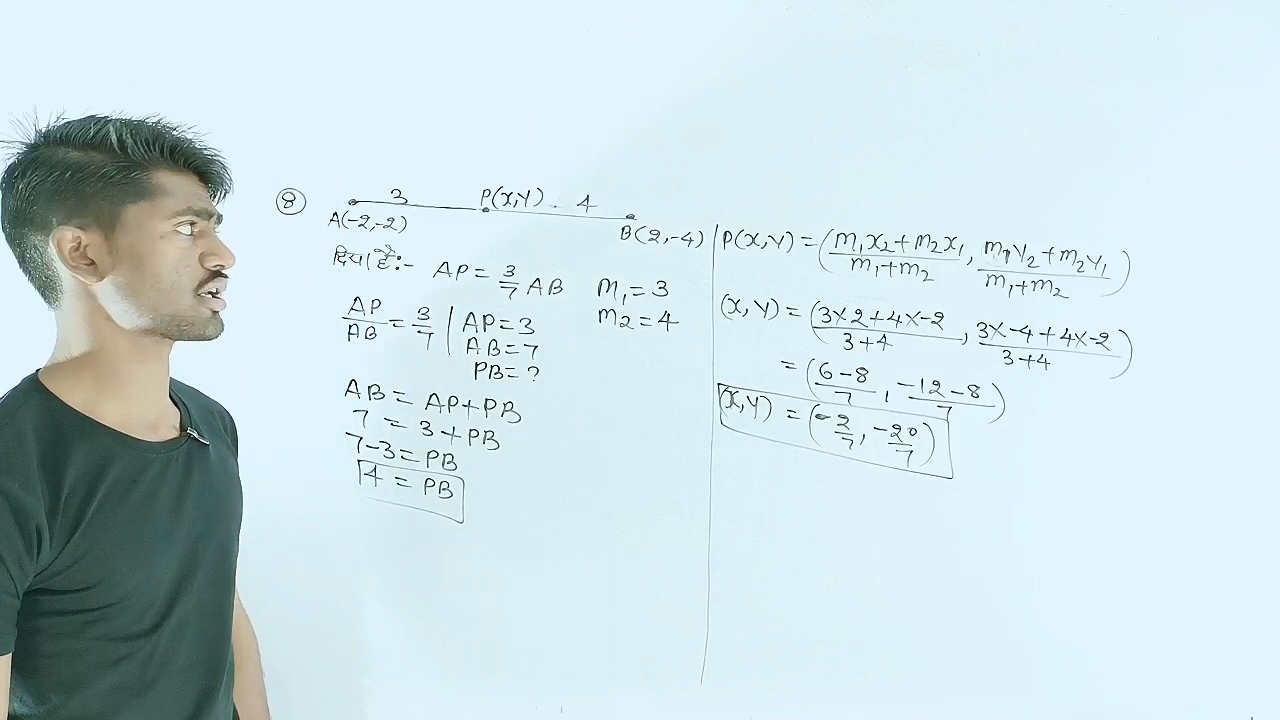 8
3 P(x,y) 4
A(-2,-2) B(2,-4)
दिया है:- AP = 3/7 AB
AP/AB = 3/7 | AP = 3
AB = 7
PB = ?
AB = AP + PB
7 = 3 + PB
7-3 = PB
4 = PB
m₁ = 3
m₂ = 4
P(x,y) = (m₁x₂+m₂x₁/m₁+m₂, m₁y₂+m₂y₁/m₁+m₂)
(x,y) = (3×2+4×-2/3+4, 3×-4+4×-2/3+4)
= (6-8/7, -12-8/7)
(x,y) = (-2/7, -20/7)